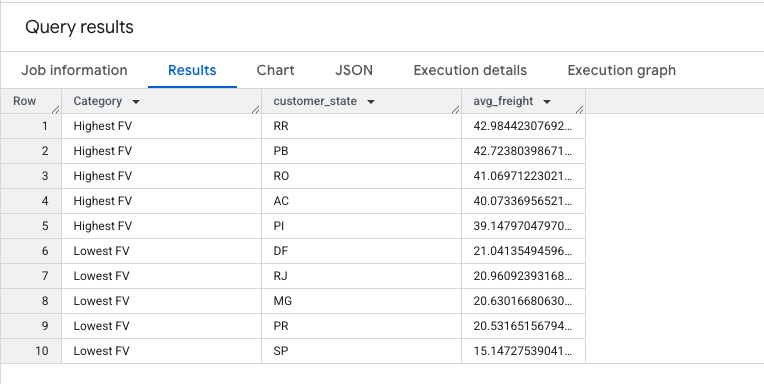 Query results
Job information Results Chart JSON Execution details Execution graph
Row Category customer_state avg_freight
1 Highest FV RR 42.98442307692...
2 Highest FV PB 42.72380398671...
3 Highest FV RO 41.06971223021...
4 Highest FV AC 40.07336956521...
5 Highest FV PI 39.14797047970...
6 Lowest FV DF 21.04135494596...
7 Lowest FV RJ 20.96092393168...
8 Lowest FV MG 20.63016680630...
9 Lowest FV PR 20.53165156794...
10 Lowest FV SP 15.14727539041...